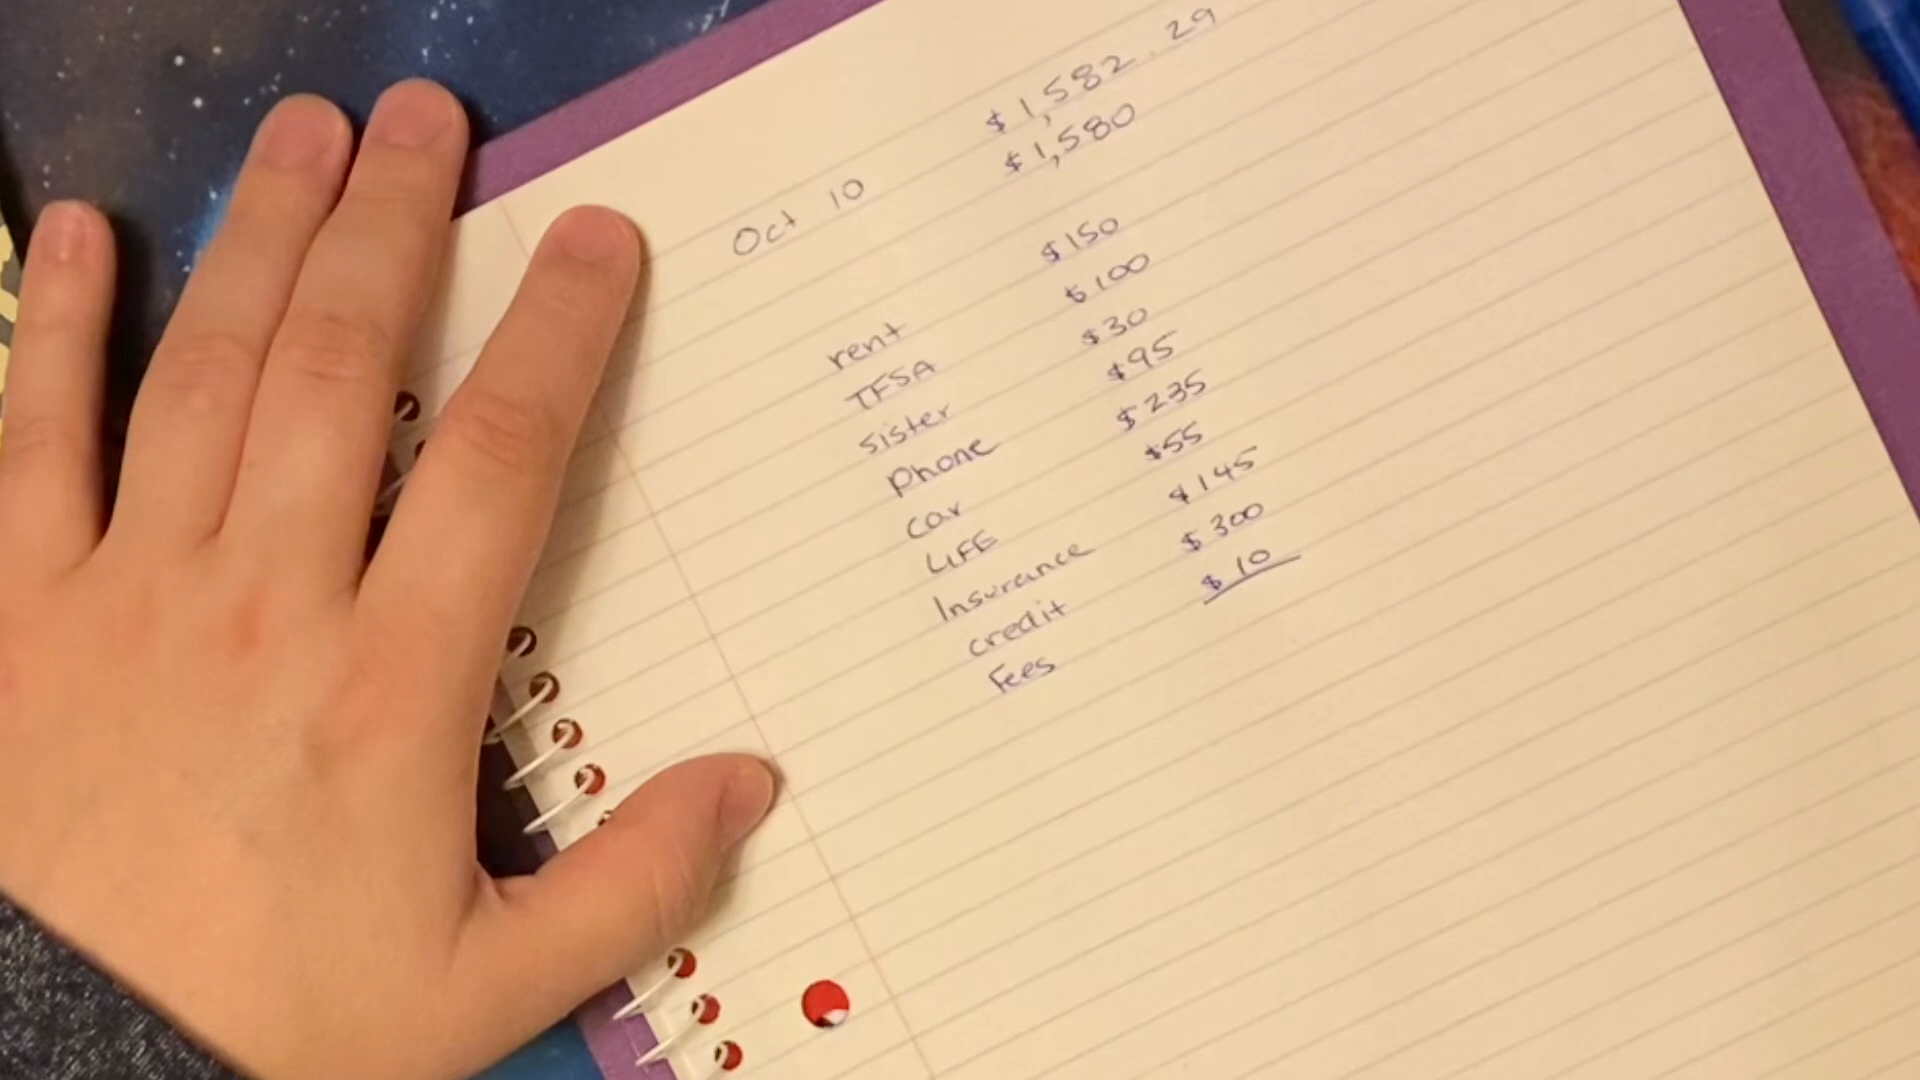 $1,582.29
Oct 10 $1,580
rent $150
TFSA $100
sister $30
phone $95
car $235
LIFE $55
Insurance $145
credit $300
Fees $10